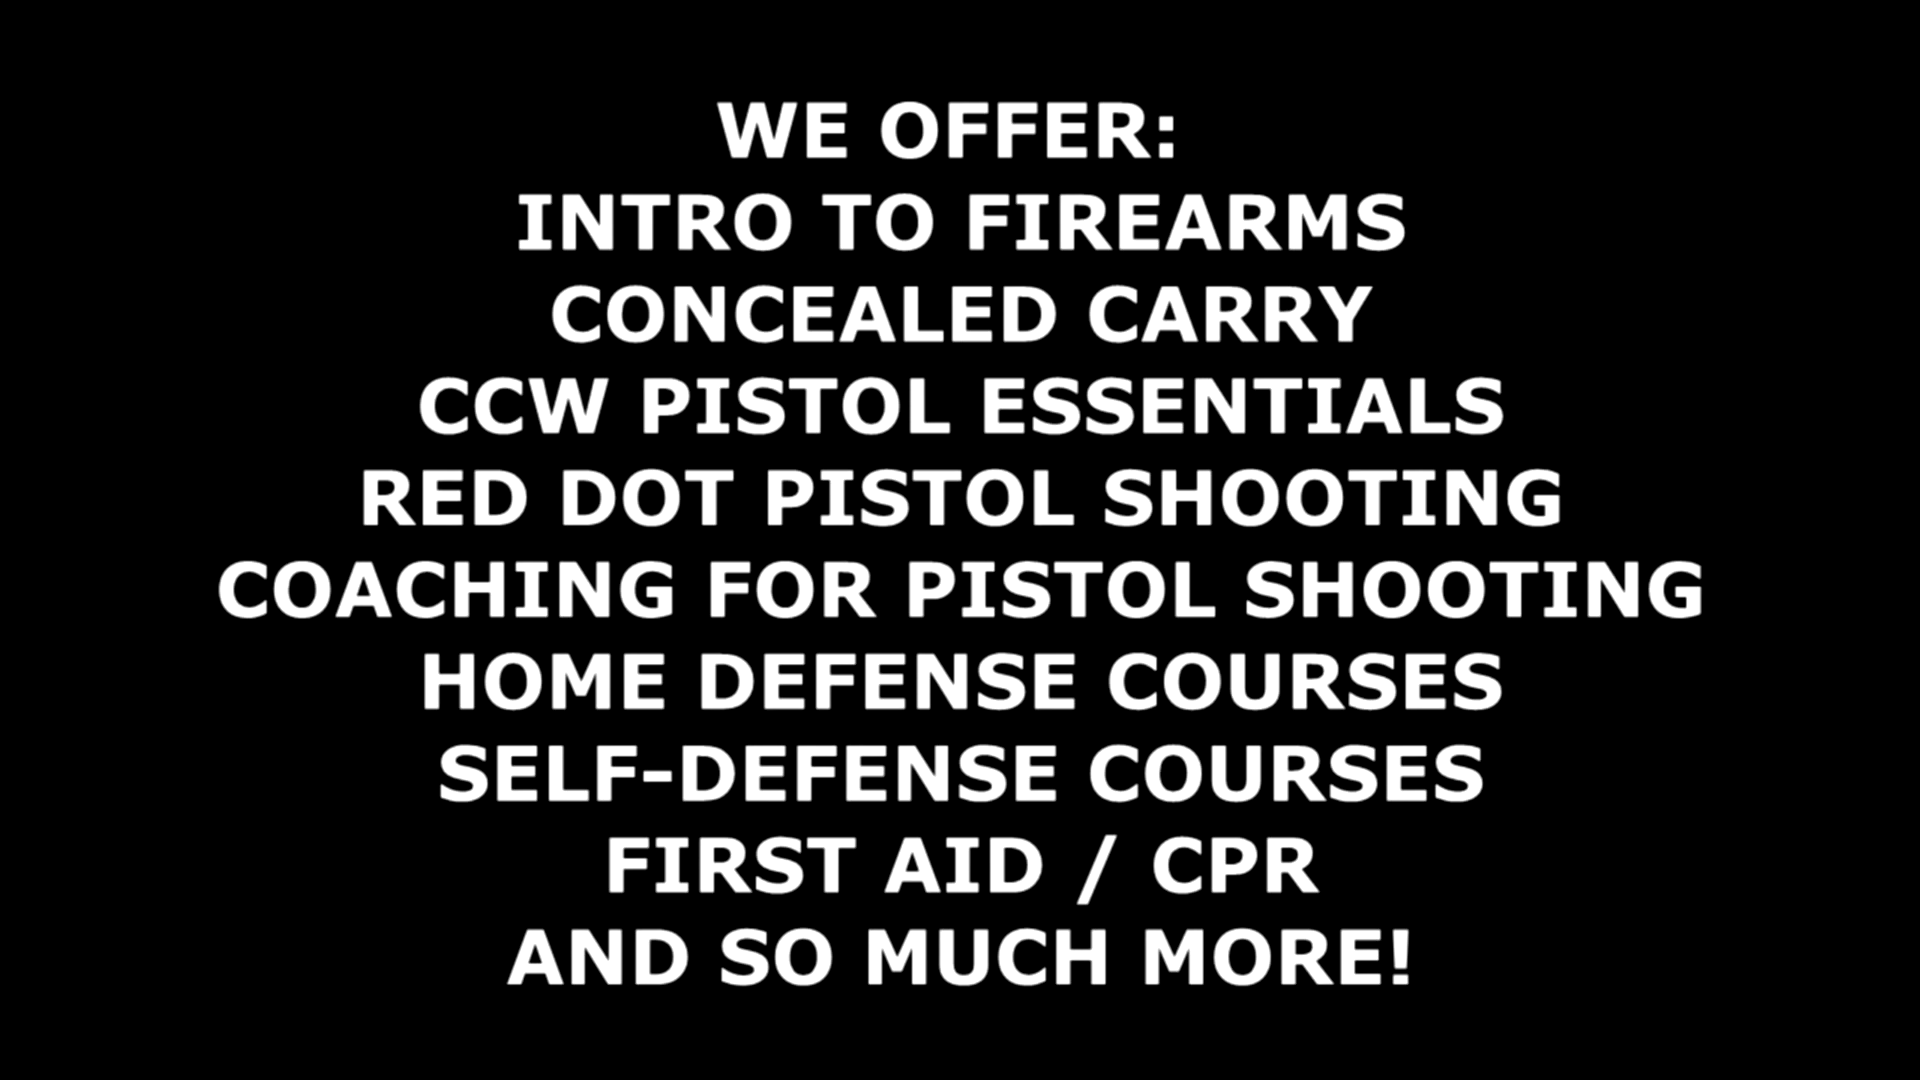 WE OFFER:
INTRO TO FIREARMS
CONCEALED CARRY
CCW PISTOL ESSENTIALS
RED DOT PISTOL SHOOTING
COACHING FOR PISTOL SHOOTING
HOME DEFENSE COURSES
SELF-DEFENSE COURSES
FIRST AID / CPR
AND SO MUCH MORE!